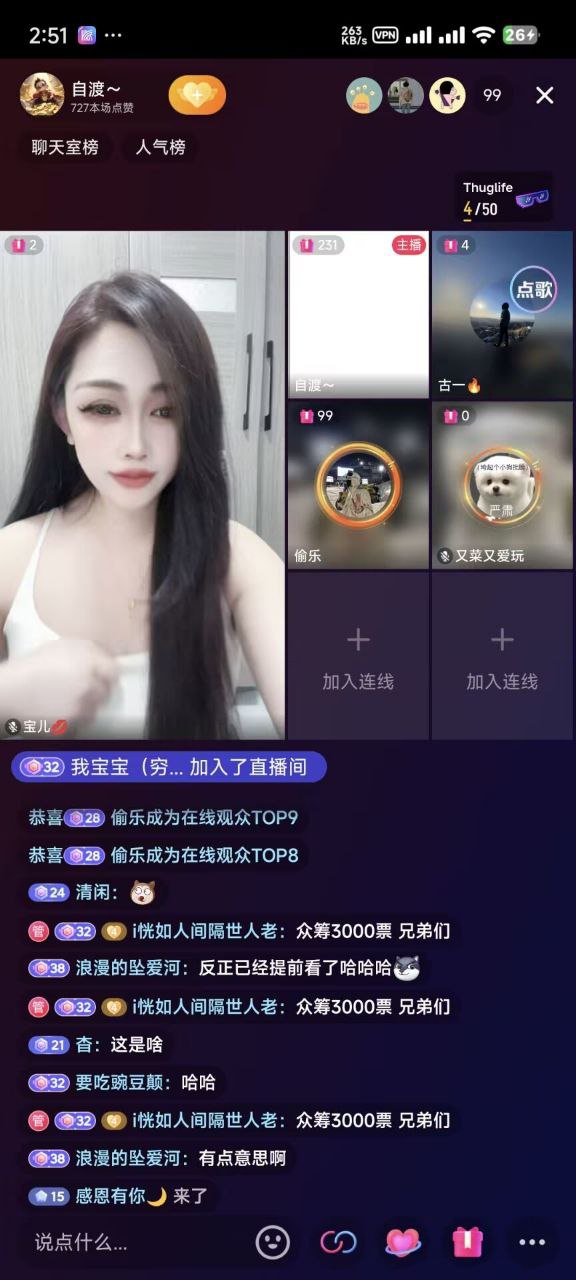 2:51 ... 263 KB/s VPN 26
自渡～
727本场点赞
99
聊天室榜 人气榜
Thuglife
4/50
2
231 主播
4
点歌
自渡～
古一🔥
99
0
严肃
偷乐
又菜又爱玩
加入连线
加入连线
宝儿💋
32 我宝宝（穷... 加入了直播间
恭喜 28 偷乐成为在线观众TOP9
恭喜 28 偷乐成为在线观众TOP8
24 清闲：
管 32 i恍如人间隔世人老：众筹3000票 兄弟们
38 浪漫的坠爱河：反正已经提前看了哈哈哈
管 32 i恍如人间隔世人老：众筹3000票 兄弟们
21 杳：这是啥
32 要吃豌豆颠：哈哈
管 32 i恍如人间隔世人老：众筹3000票 兄弟们
38 浪漫的坠爱河：有点意思啊
15 感恩有你🌙 来了
说点什么...